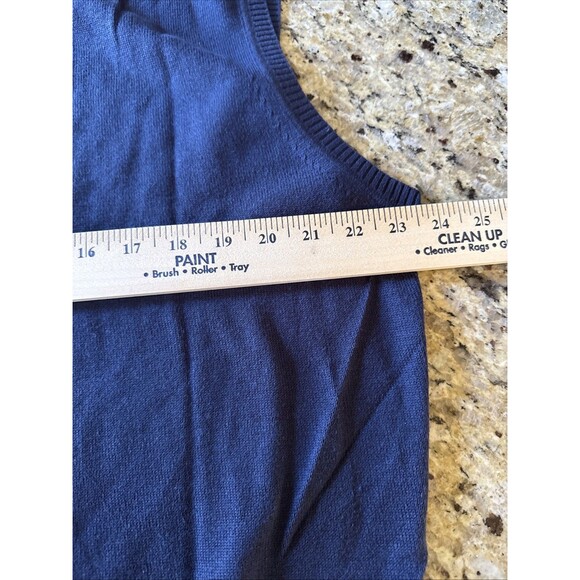 16 17 18 19 20 21 22 23 24 25
PAINT
• Brush • Roller • Tray
CLEAN UP
• Cleaner • Rags • G